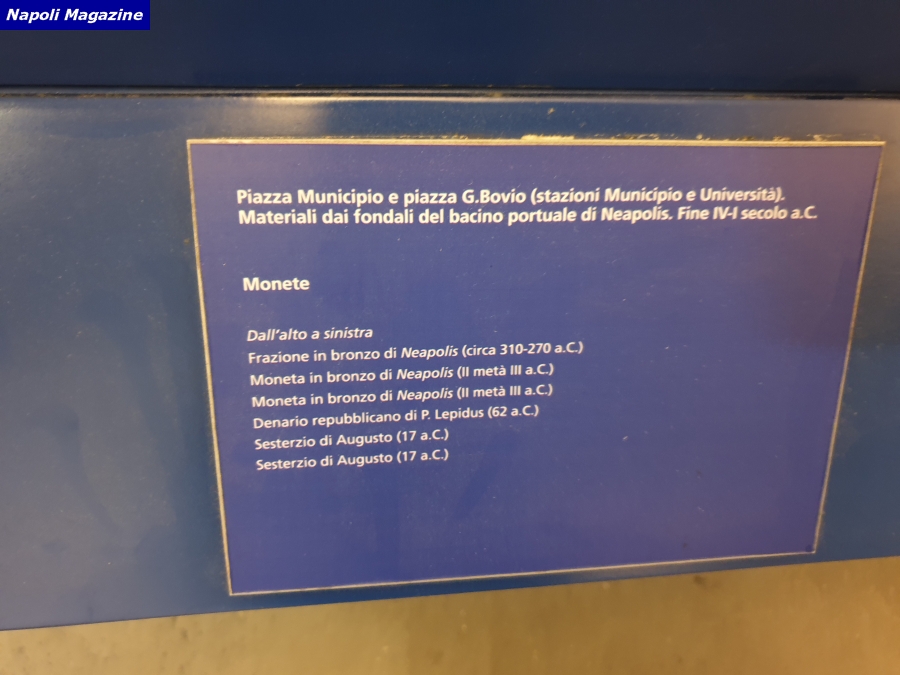 Napoli Magazine
Piazza Municipio e piazza G.Bovio (stazioni Municipio e Università).
Materiali dai fondali del bacino portuale di Neapolis. Fine IV-I secolo a.C.
Monete
Dall'alto a sinistra
Frazione in bronzo di Neapolis (circa 310-270 a.C.)
Moneta in bronzo di Neapolis (II metà III a.C.)
Moneta in bronzo di Neapolis (II metà III a.C.)
Denario repubblicano di P. Lepidus (62 a.C.)
Sesterzio di Augusto (17 a.C.)
Sesterzio di Augusto (17 a.C.)